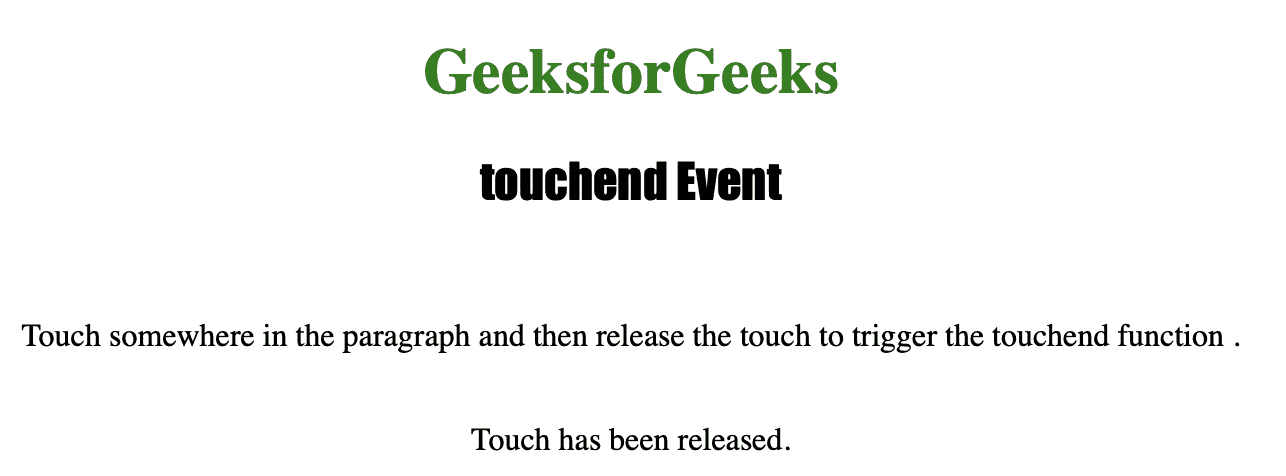 GeeksforGeeks
touchend Event
Touch somewhere in the paragraph and then release the touch to trigger the touchend function .
Touch has been released.